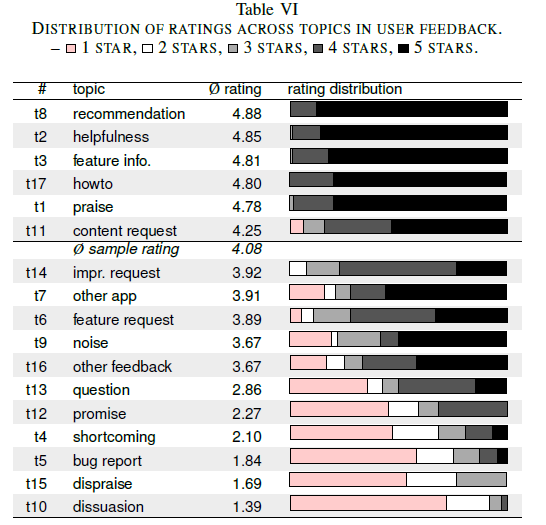 Table VI
DISTRIBUTION OF RATINGS ACROSS TOPICS IN USER FEEDBACK.
– 1 STAR, 2 STARS, 3 STARS, 4 STARS, 5 STARS.
# topic Ø rating rating distribution
t8 recommendation 4.88
t2 helpfulness 4.85
t3 feature info. 4.81
t17 howto 4.80
t1 praise 4.78
t11 content request 4.25
Ø sample rating 4.08
t14 impr. request 3.92
t7 other app 3.91
t6 feature request 3.89
t9 noise 3.67
t16 other feedback 3.67
t13 question 2.86
t12 promise 2.27
t4 shortcoming 2.10
t5 bug report 1.84
t15 dispraise 1.69
t10 dissuasion 1.39